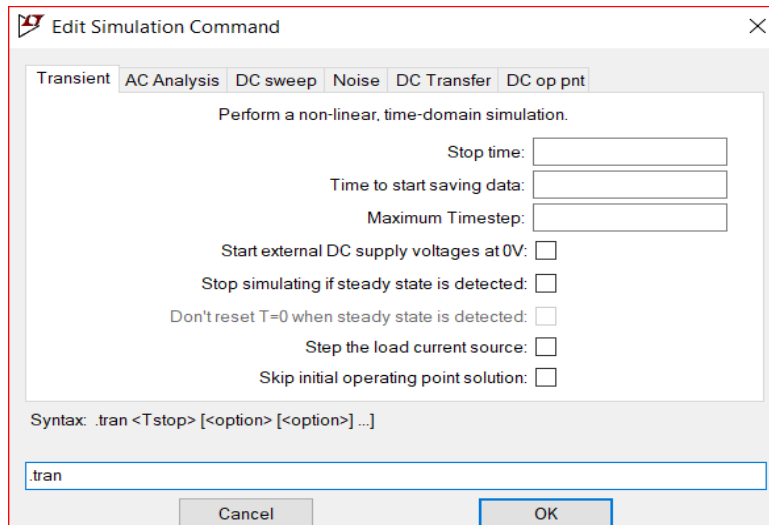 Edit Simulation Command
Transient AC Analysis DC sweep Noise DC Transfer DC op pnt
Perform a non-linear, time-domain simulation.
Stop time:
Time to start saving data:
Maximum Timestep:
Start external DC supply voltages at 0V:
Stop simulating if steady state is detected:
Don't reset T=0 when steady state is detected:
Step the load current source:
Skip initial operating point solution:
Syntax: .tran <Tstop> [<option> [<option>] ...]
.tran
Cancel OK